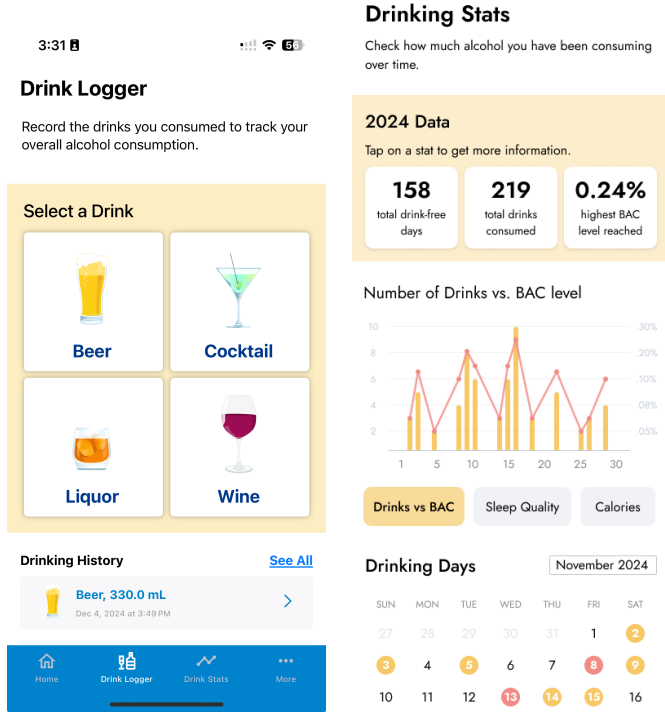 3:31
56
Drink Logger
Record the drinks you consumed to track your
overall alcohol consumption.
Select a Drink
Beer
Cocktail
Liquor
Wine
Drinking History
See All
Beer, 330.0 mL
Dec 4, 2024 at 3:49 PM
Home
Drink Logger
Drink Stats
More
Drinking Stats
Check how much alcohol you have been consuming
over time.
2024 Data
Tap on a stat to get more information.
158
total drink-free
days
219
total drinks
consumed
0.24%
highest BAC
level reached
Number of Drinks vs. BAC level
10 .30%
8 .20%
6 .10%
4 .08%
2 .05%
1 5 10 15 20 25 30
Drinks vs BAC
Sleep Quality
Calories
Drinking Days
November 2024
SUN MON TUE WED THU FRI SAT
27 28 29 30 31 1 2
3 4 5 6 7 8 9
10 11 12 13 14 15 16